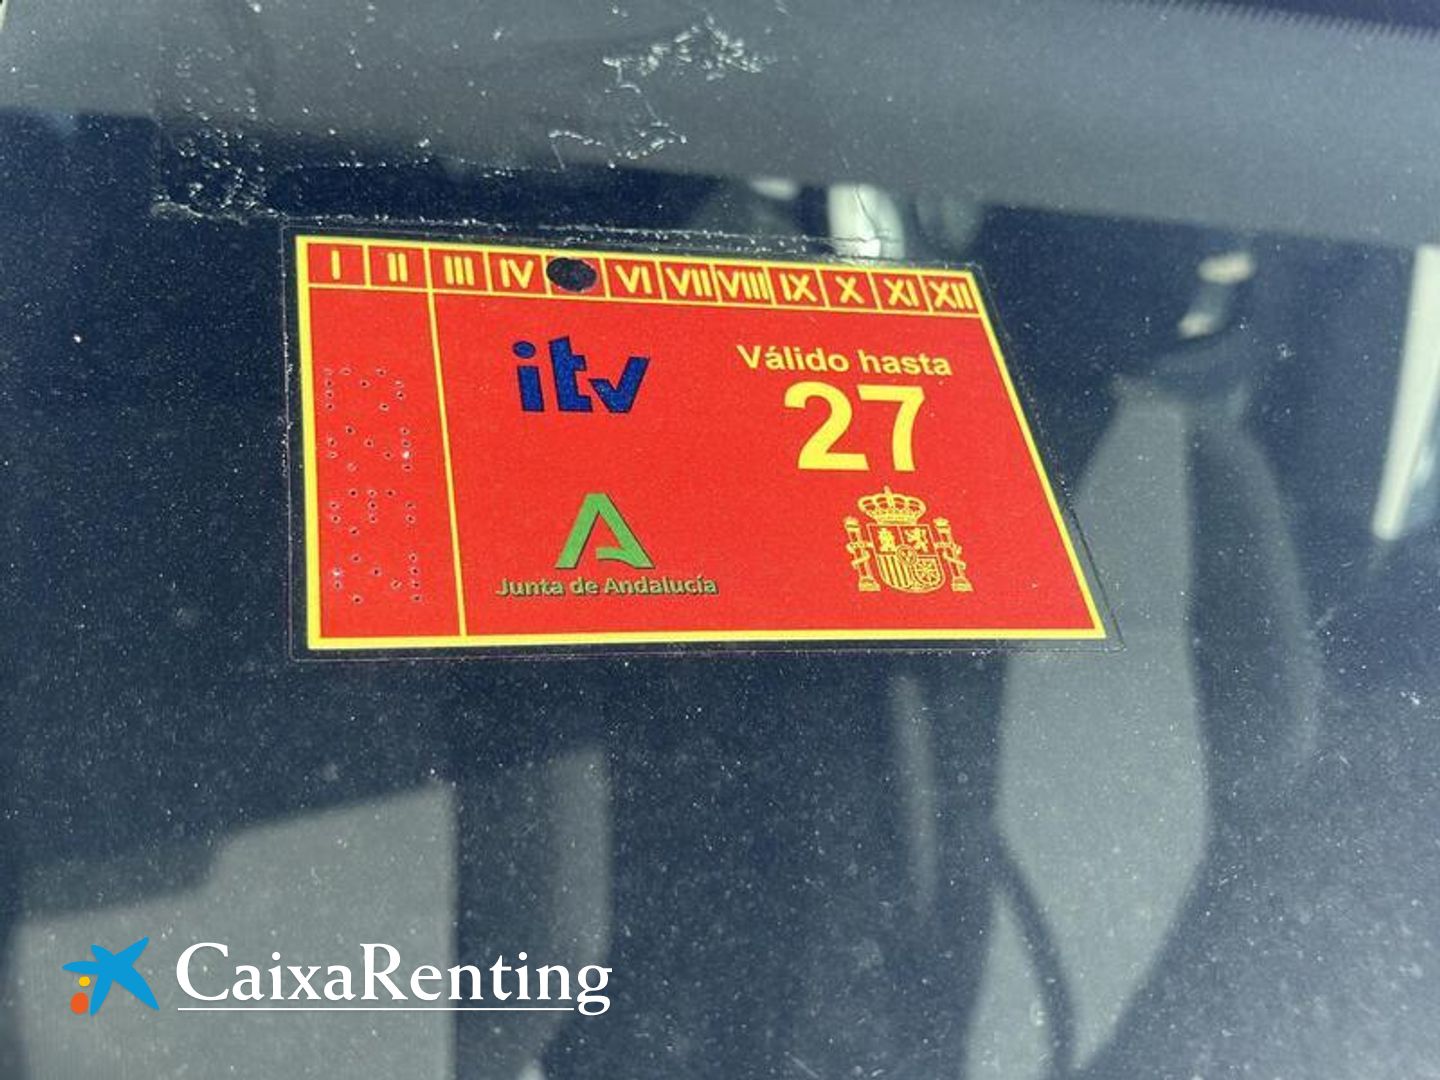 I II III IV VI VII VIII IX X XI XII
itv
Válido hasta
27
Junta de Andalucía
CaixaRenting